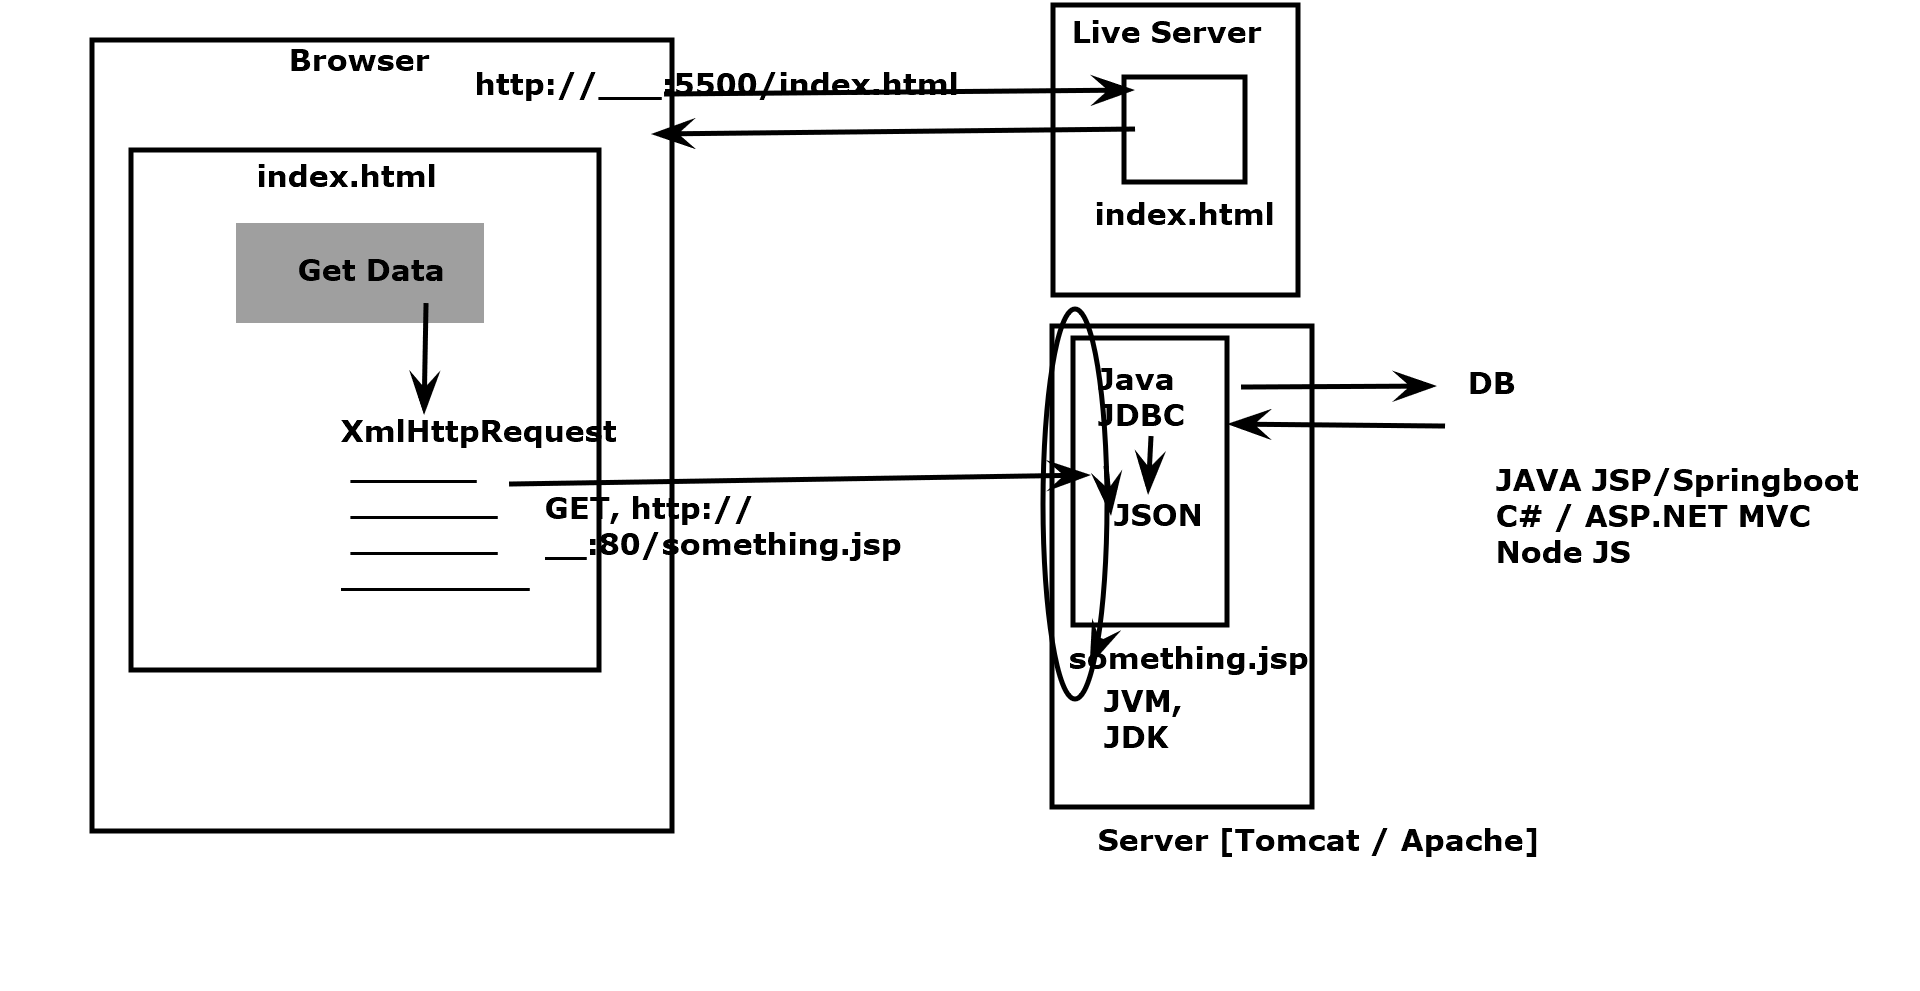 Browser
http://____:5500/index.html
index.html
Get Data
XmlHttpRequest
GET, http://
__:80/something.jsp
Live Server
index.html
Java
JDBC
JSON
something.jsp
JVM,
JDK
Server [Tomcat / Apache]
DB
JAVA JSP/Springboot
C# / ASP.NET MVC
Node JS